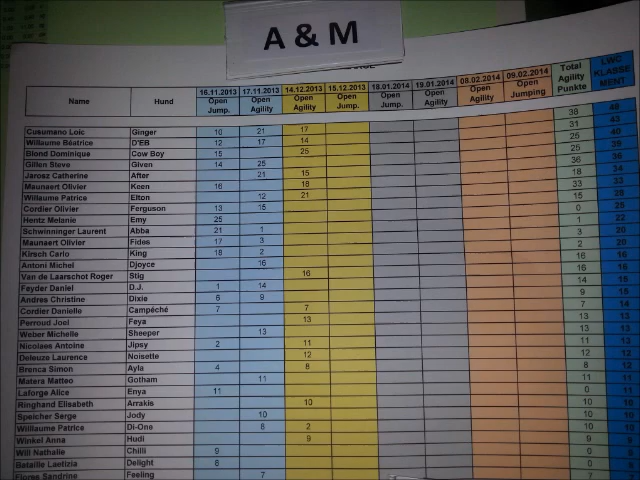 A & M
Name Hund 16.11.2013 Open Jump. 17.11.2013 Open Agility 14.12.2013 Open Agility 15.12.2013 Open Jump. 18.01.2014 Open Jump. 19.01.2014 Open Agility 08.02.2014 Open Agility 09.02.2014 Open Jumping Total Agility Punkte LWC KLASSE MENT
Cusumano Loic Ginger 10 21 17 38 48
Willaume Béatrice D'EB 12 17 14 31 43
Blond Dominique Cow Boy 15 25 25 40
Gillen Steve Given 14 25 25 39
Jarosz Catherine After 21 15 36 36
Maunaert Olivier Keen 16 18 18 34
Willaume Patrice Elton 12 21 33 33
Cordier Olivier Ferguson 13 15 15 28
Hentz Melanie Emy 25 0 25
Schwinninger Laurent Abba 21 1 1 22
Maunaert Olivier Fides 17 3 3 20
Kirsch Carlo King 18 2 2 20
Antoni Michel Djoyce 16 16 16
Van de Laarschot Roger Stig 16 16 16
Feyder Daniel D.J. 1 14 14 15
Andres Christine Dixie 6 9 9 15
Cordier Danielle Campéché 7 7 7 14
Perroud Joel Feya 13 13 13
Weber Michelle Sheeper 13 13 13
Nicolaes Antoine Jipsy 2 11 11 13
Deleuze Laurence Noisette 12 12 12
Brenca Simon Ayla 4 8 8 12
Matera Matteo Gotham 11 11 11
Laforge Alice Enya 11 0 11
Ringhand Elisabeth Arrakis 10 10 10
Speicher Serge Jody 10 10 10
Willaume Patrice Di-One 8 2 10 10
Winkel Anna Hudi 9 9 9
Will Nathalie Chilli 9 0 9
Bataille Laetizia Delight 8 0 8
Flores Sandrine Feeling 7 7